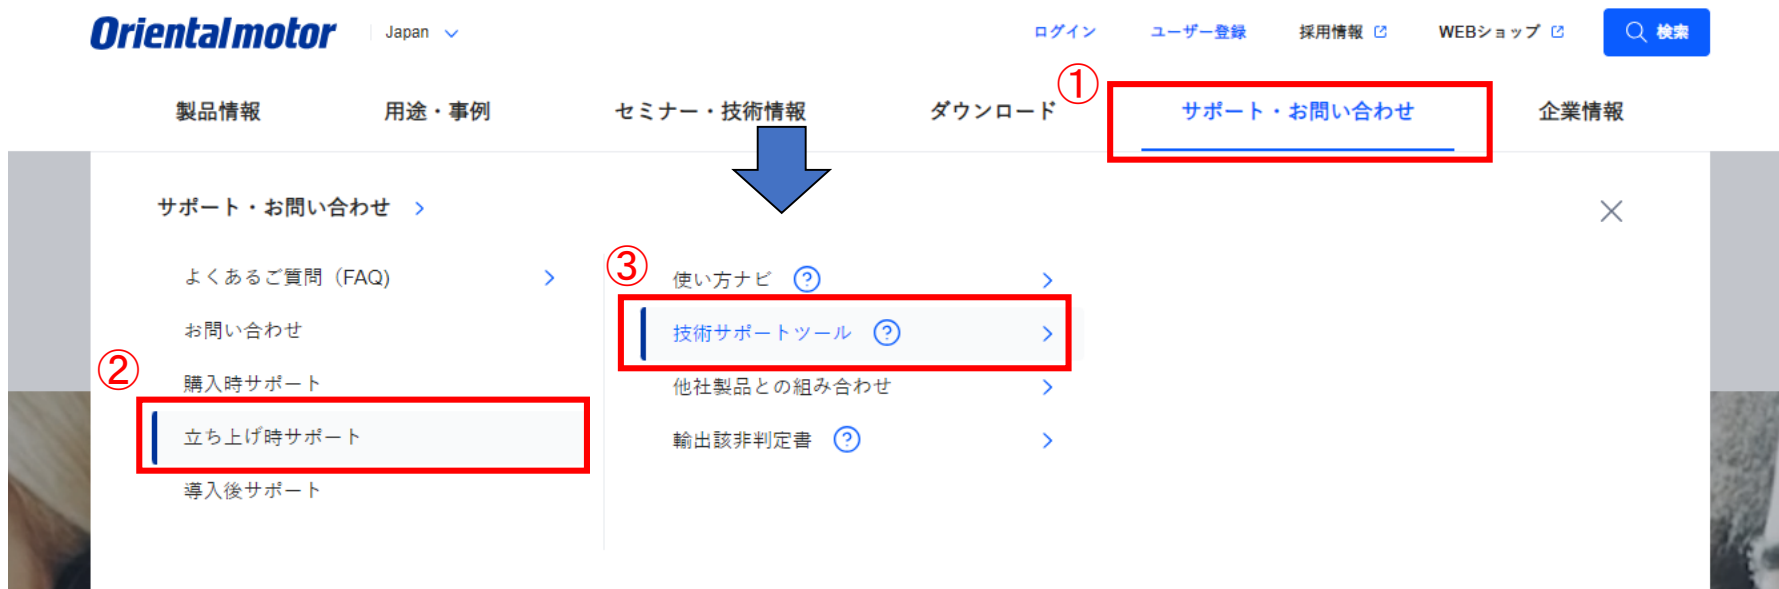 Orientalmotor Japan ログイン ユーザー登録 採用情報 WEBショップ 検索
①
製品情報 用途・事例 セミナー・技術情報 ダウンロード サポート・お問い合わせ 企業情報
サポート・お問い合わせ
よくあるご質問（FAQ）
お問い合わせ
②
購入時サポート
立ち上げ時サポート
導入後サポート
③
使い方ナビ ?
技術サポートツール ?
他社製品との組み合わせ
輸出該非判定書 ?